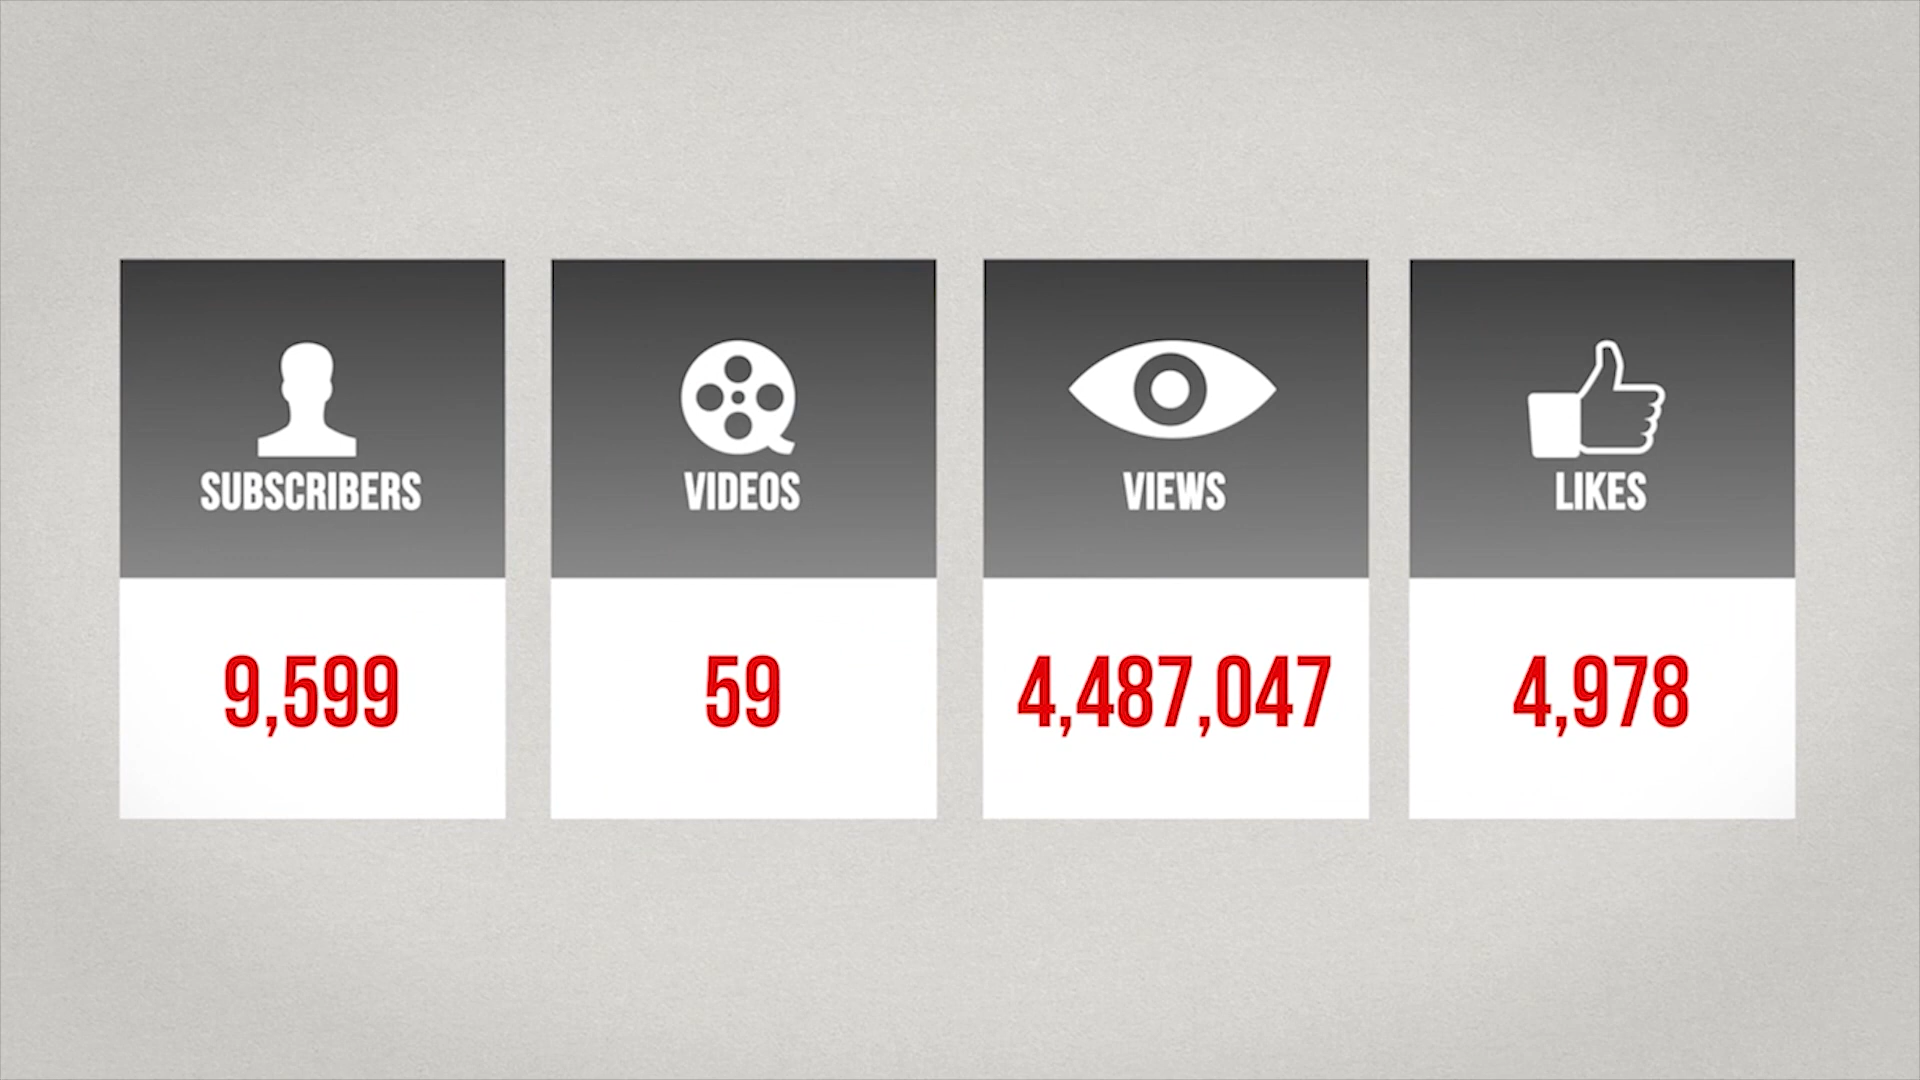 SUBSCRIBERS
9,599
VIDEOS
59
VIEWS
4,487,047
LIKES
4,978